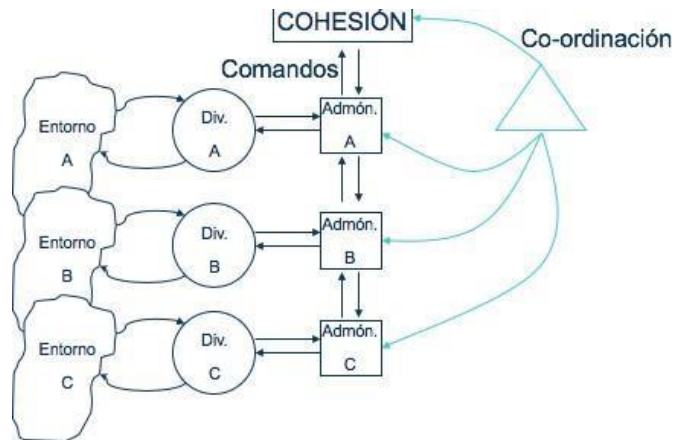 COHESIÓN
Co-ordinación
Comandos
Entorno
A
Div.
A
Admón.
A
Entorno
B
Div.
B
Admón.
B
Entorno
C
Div.
C
Admón.
C